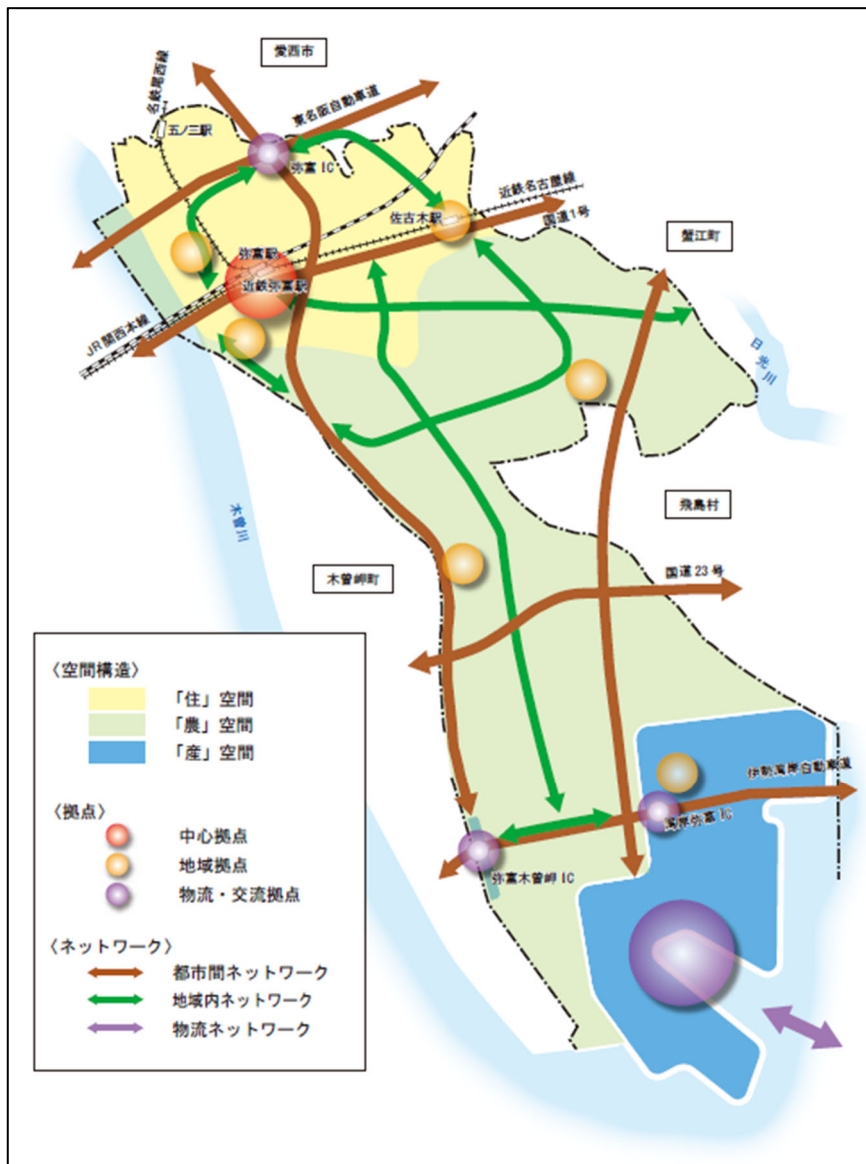 愛西市
名鉄尾西線
東名阪自動車道
五ノ三駅
弥富IC
近鉄名古屋線
佐古木駅
国道1号
蟹江町
弥富駅
近鉄弥富駅
JR関西本線
日光川
木曽川
飛島村
木曽岬町
国道23号
〈空間構造〉
「住」空間
「農」空間
「産」空間
伊勢湾岸自動車道
〈拠点〉
中心拠点
湾岸弥富IC
地域拠点
弥富木曽岬IC
物流・交流拠点
〈ネットワーク〉
都市間ネットワーク
地域内ネットワーク
物流ネットワーク